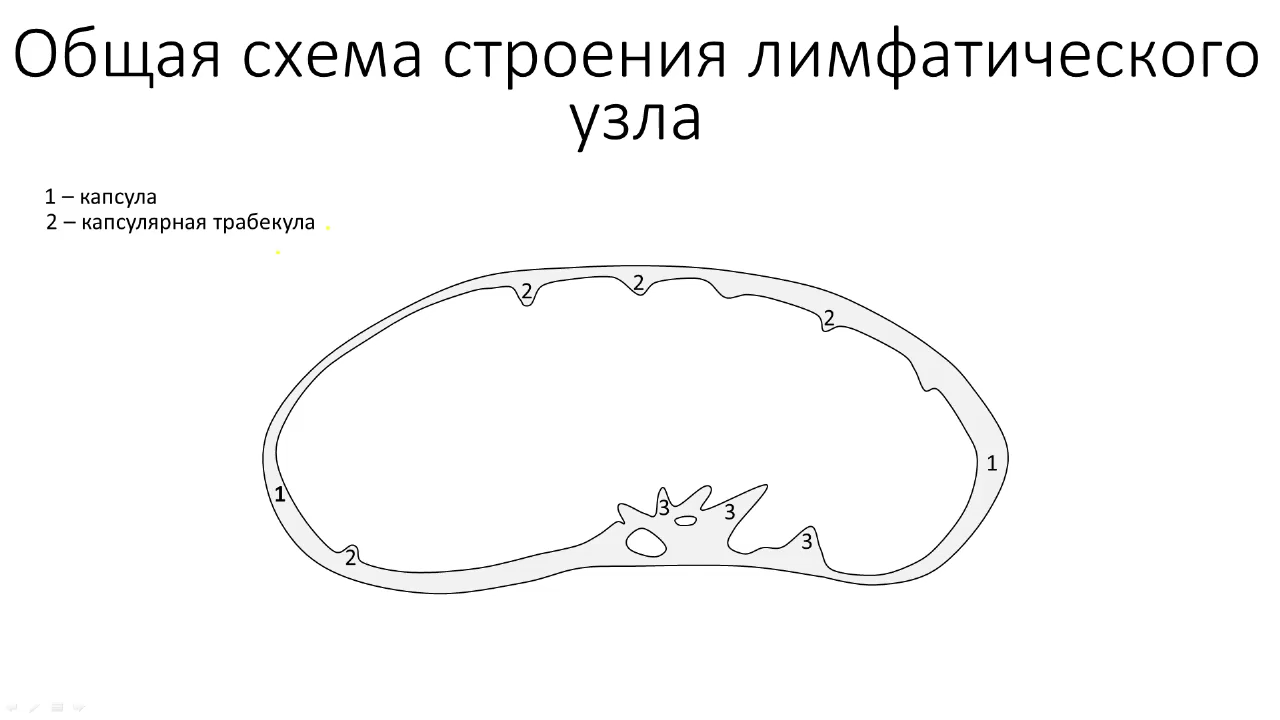 Общая схема строения лимфатического
узла
1 – капсула
2 – капсулярная трабекула
2
2
2
1
1
3
3
3
2